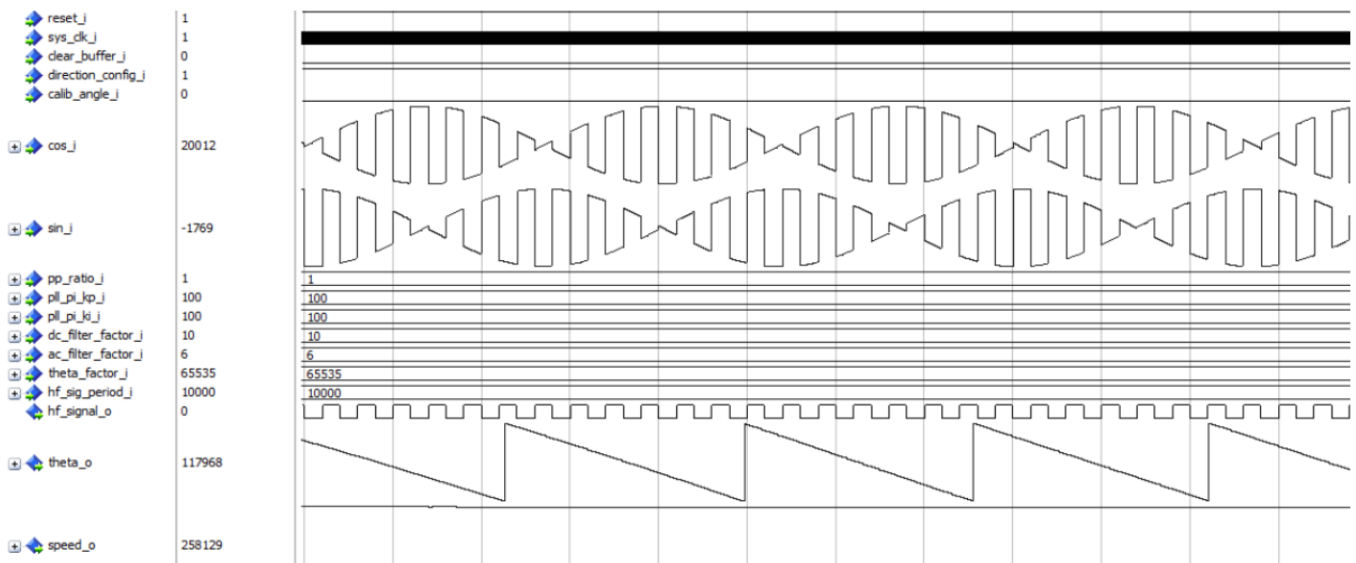 reset_i 1
sys_clk_i 1
clear_buffer_i 0
direction_config_i 1
calib_angle_i 0
cos_i 20012
sin_i -1769
pp_ratio_i 1 1
pll_pi_kp_i 100 100
pll_pi_ki_i 100 100
dc_filter_factor_i 10 10
ac_filter_factor_i 6 6
theta_factor_i 65535 65535
hf_sig_period_i 10000 10000
hf_signal_o 0
theta_o 117968
speed_o 258129